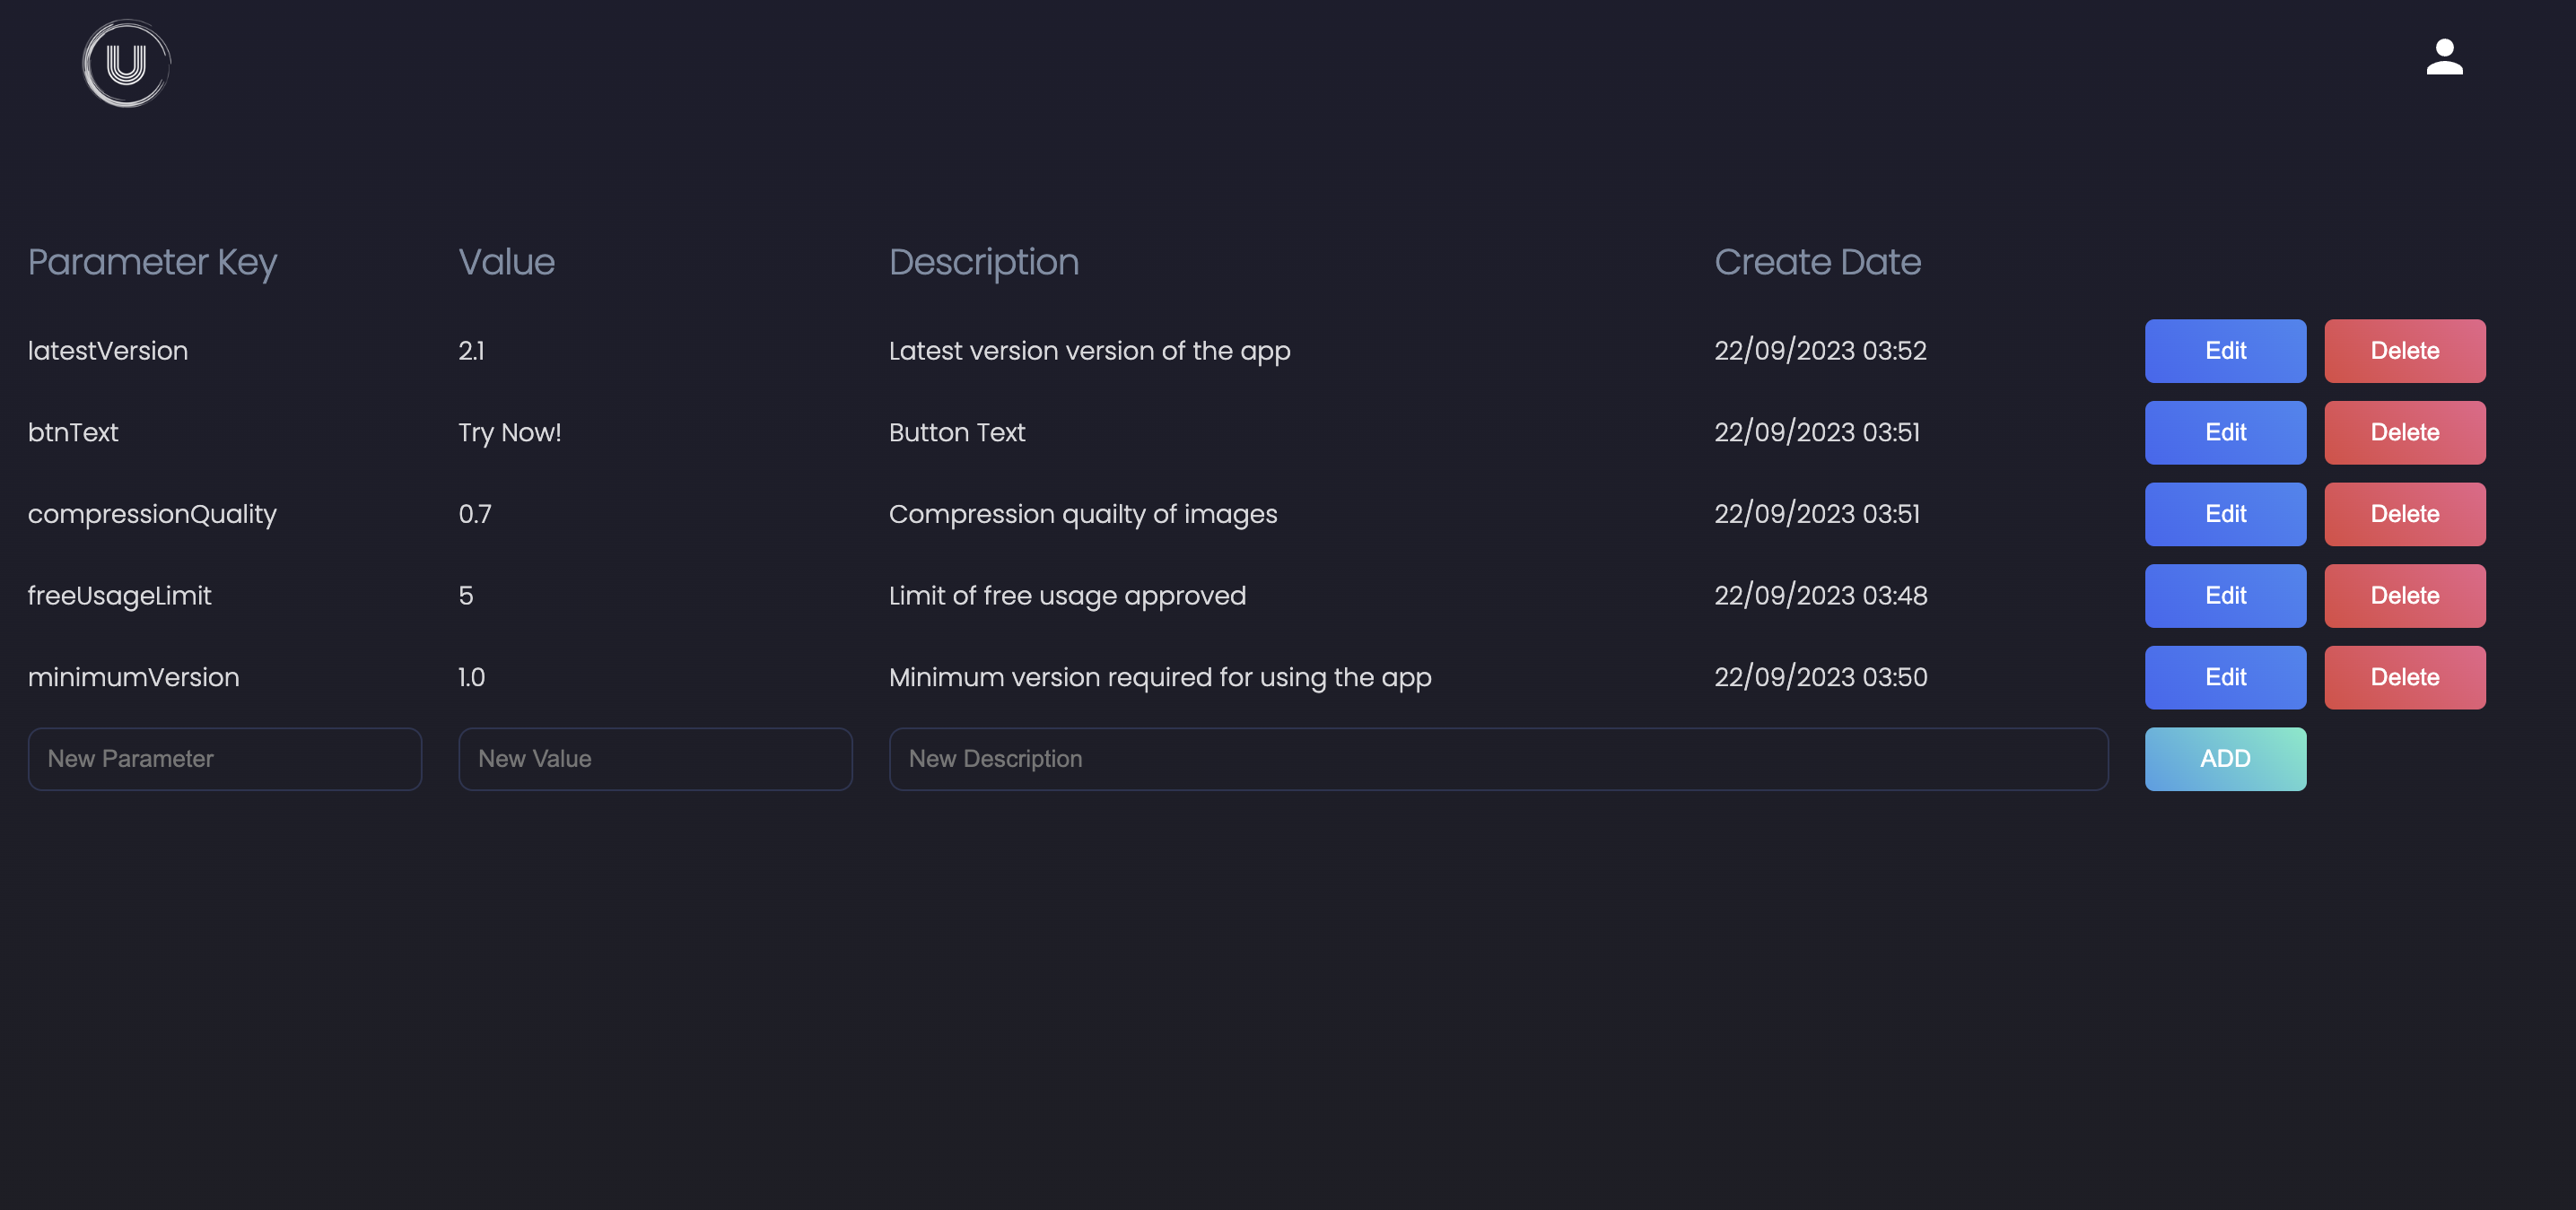 U
Parameter Key Value Description Create Date
latestVersion 2.1 Latest version version of the app 22/09/2023 03:52 Edit Delete
btnText Try Now! Button Text 22/09/2023 03:51 Edit Delete
compressionQuality 0.7 Compression quailty of images 22/09/2023 03:51 Edit Delete
freeUsageLimit 5 Limit of free usage approved 22/09/2023 03:48 Edit Delete
minimumVersion 1.0 Minimum version required for using the app 22/09/2023 03:50 Edit Delete
New Parameter New Value New Description ADD